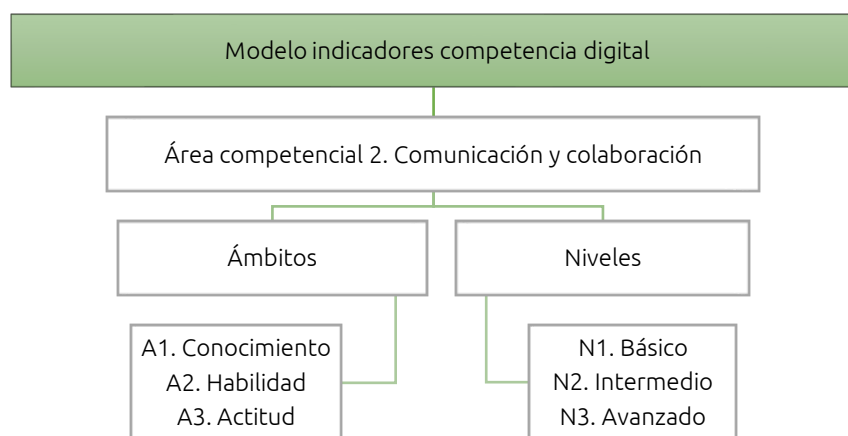 Modelo indicadores competencia digital
Área competencial 2. Comunicación y colaboración
Ámbitos
Niveles
A1. Conocimiento
A2. Habilidad
A3. Actitud
N1. Básico
N2. Intermedio
N3. Avanzado